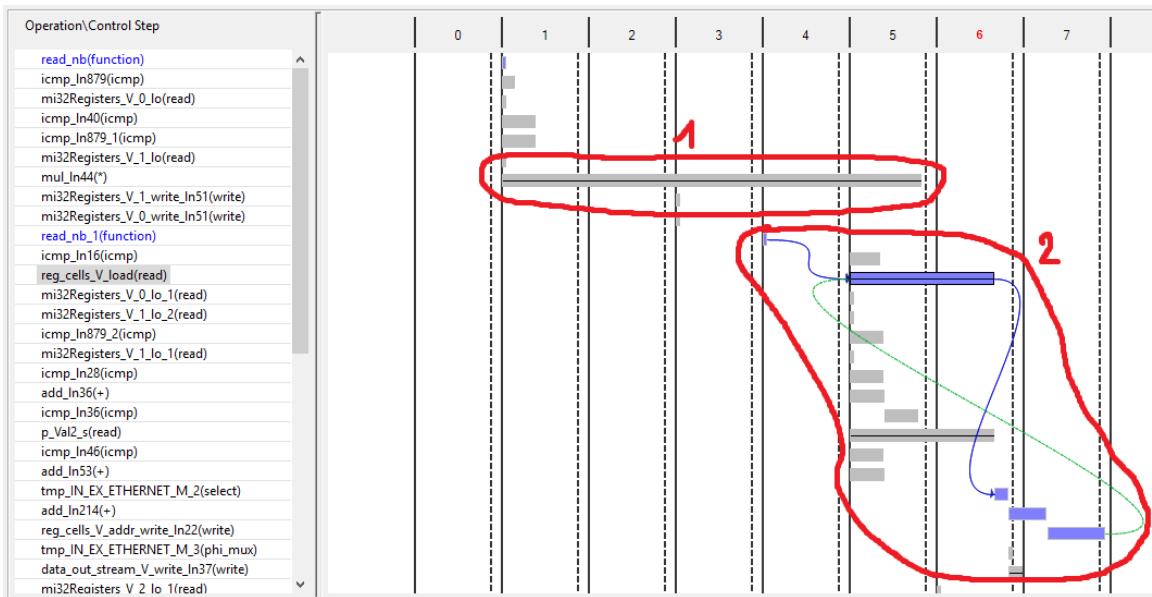 Operation\Control Step
0 1 2 3 4 5 6 7
read_nb(function)
icmp_ln879(icmp)
mi32Registers_V_0_lo(read)
icmp_ln40(icmp)
icmp_ln879_1(icmp)
1
mi32Registers_V_1_lo(read)
mul_ln44(*)
mi32Registers_V_1_write_ln51(write)
mi32Registers_V_0_write_ln51(write)
read_nb_1(function)
2
icmp_ln16(icmp)
reg_cells_V_load(read)
mi32Registers_V_0_lo_1(read)
mi32Registers_V_1_lo_2(read)
icmp_ln879_2(icmp)
mi32Registers_V_1_lo_1(read)
icmp_ln28(icmp)
add_ln36(+)
icmp_ln36(icmp)
p_Val2_s(read)
icmp_ln46(icmp)
add_ln53(+)
tmp_IN_EX_ETHERNET_M_2(select)
add_ln214(+)
reg_cells_V_addr_write_ln22(write)
tmp_IN_EX_ETHERNET_M_3(phi_mux)
data_out_stream_V_write_ln37(write)
mi32Registers_V_2_lo_1(read)